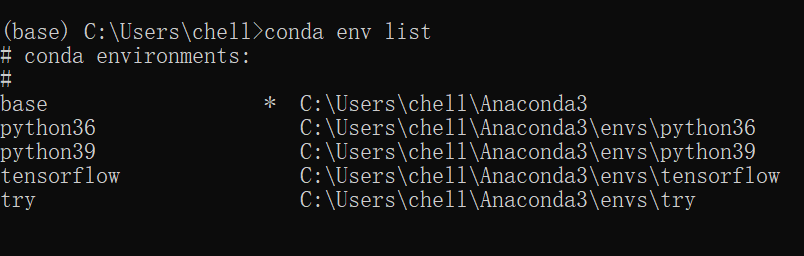 (base) C:\Users\chell>conda env list
# conda environments:
#
base                  *  C:\Users\chell\Anaconda3
python36                 C:\Users\chell\Anaconda3\envs\python36
python39                 C:\Users\chell\Anaconda3\envs\python39
tensorflow               C:\Users\chell\Anaconda3\envs\tensorflow
try                      C:\Users\chell\Anaconda3\envs\try